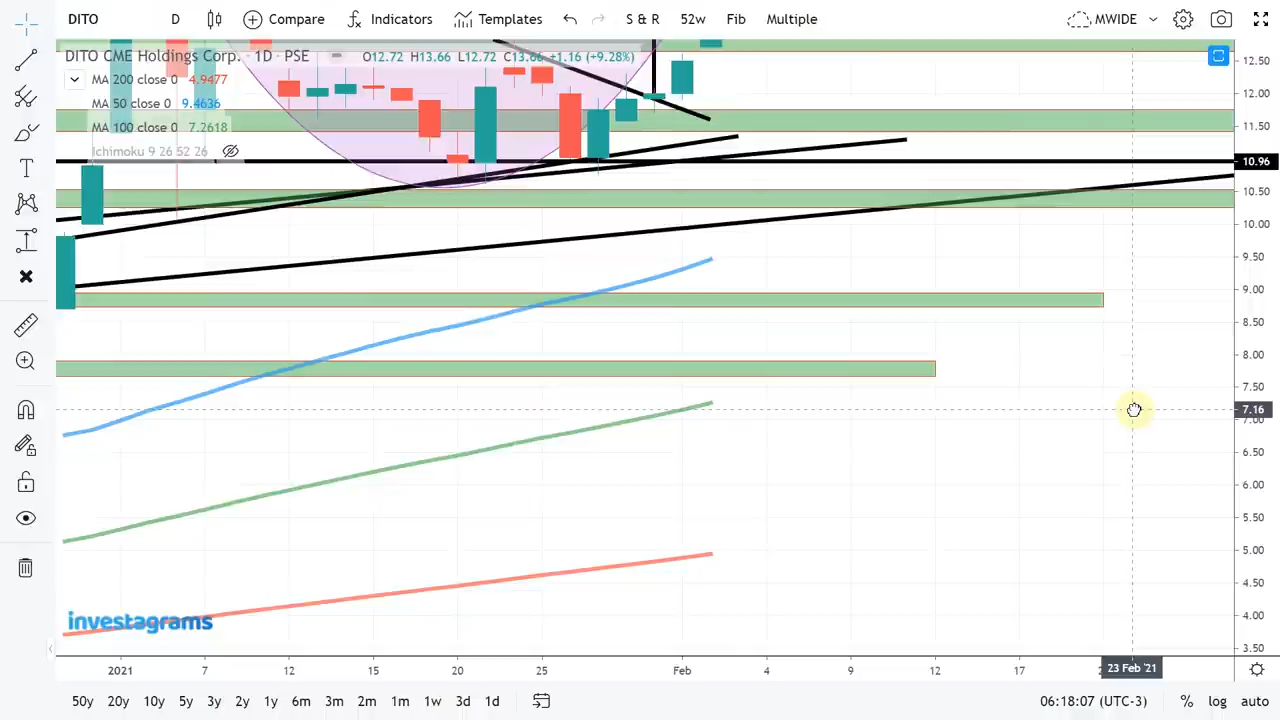 DITO D Compare Indicators Templates S & R 52w Fib Multiple MWIDE
DITO CME Holdings Corp. · 1D · PSE O12.72 H13.66 L12.72 C13.66 +1.16 (+9.28%)
MA 200 close 0 4.9477
MA 50 close 0 9.4636
MA 100 close 0 7.2618
Ichimoku 9 26 52 26
12.50
12.00
11.50
10.96
10.50
10.00
9.50
9.00
8.50
8.00
7.50
7.16
7.00
6.50
6.00
5.50
5.00
4.50
4.00
3.50
investagrams
2021 7 12 15 20 25 Feb 4 9 12 17 23 Feb '21
50y 20y 10y 5y 3y 2y 1y 6m 3m 2m 1m 1w 3d 1d 06:18:07 (UTC-3) % log auto